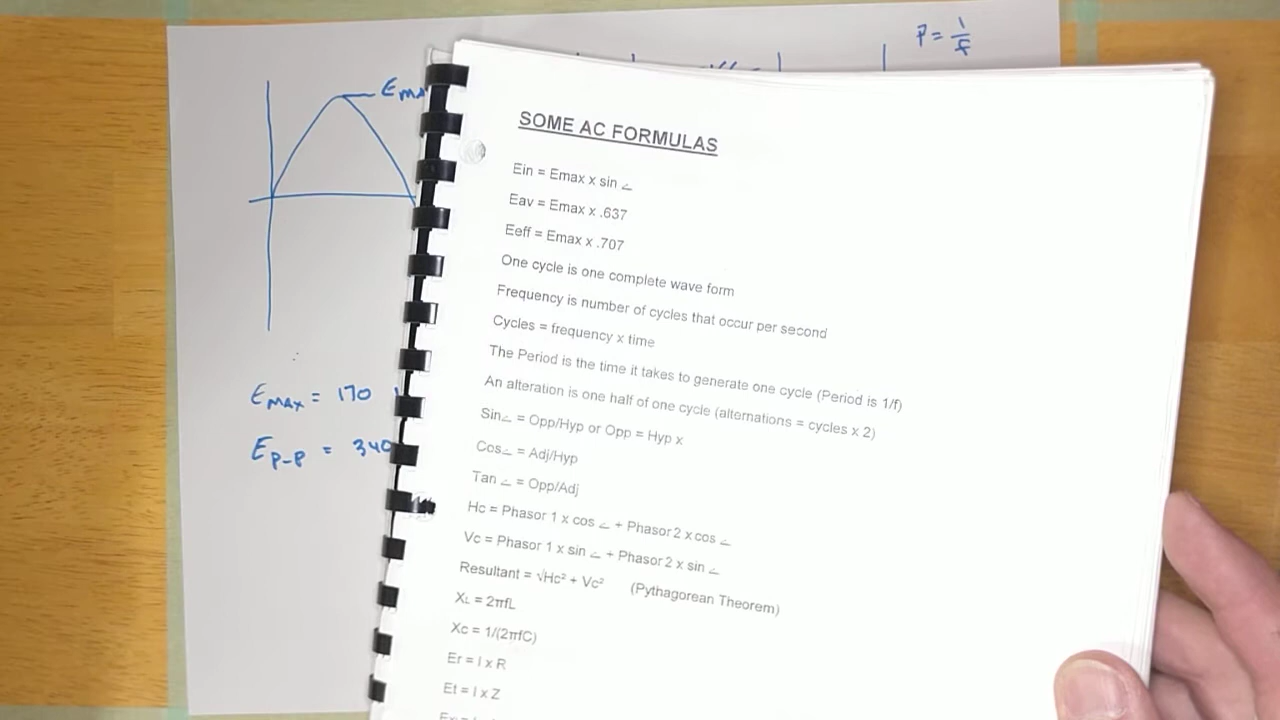 P = 1/f
Emax
SOME AC FORMULAS
Ein = Emax x sin ∠
Eav = Emax x .637
Eeff = Emax x .707
One cycle is one complete wave form
Frequency is number of cycles that occur per second
Cycles = frequency x time
The Period is the time it takes to generate one cycle (Period is 1/f)
An alteration is one half of one cycle (alternations = cycles x 2)
Sin∠ = Opp/Hyp or Opp = Hyp x
Cos∠ = Adj/Hyp
Tan ∠ = Opp/Adj
Hc = Phasor 1 x cos ∠ + Phasor 2 x cos ∠
Vc = Phasor 1 x sin ∠ + Phasor 2 x sin ∠
Resultant = √Hc² + Vc² (Pythagorean Theorem)
XL = 2πfL
Xc = 1/(2πfC)
Er = I x R
Et = I x Z
EMAX = 170
EP-P = 340